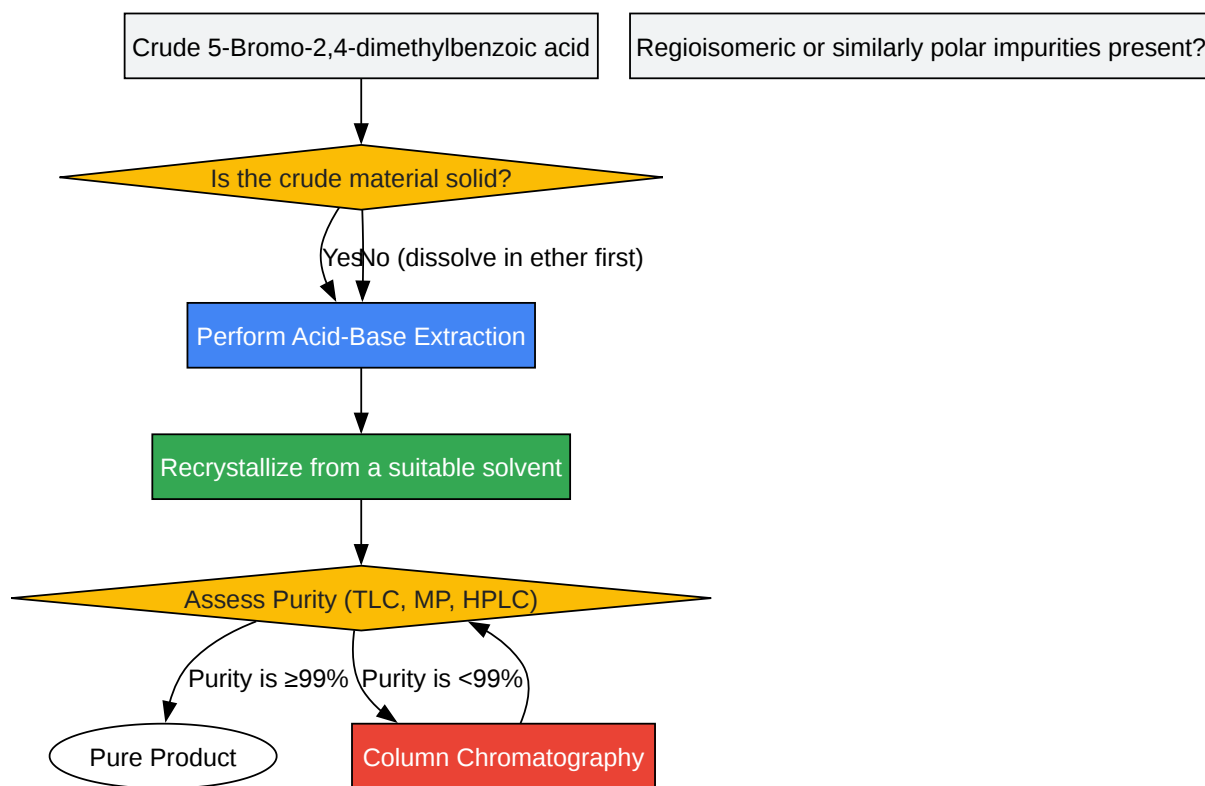 Crude 5-Bromo-2,4-dimethylbenzoic acid
Regioisomeric or similarly polar impurities present?
Is the crude material solid?
Yes
No (dissolve in ether first)
Perform Acid-Base Extraction
Recrystallize from a suitable solvent
Assess Purity (TLC, MP, HPLC)
Purity is ≥99%
Purity is <99%
Pure Product
Column Chromatography